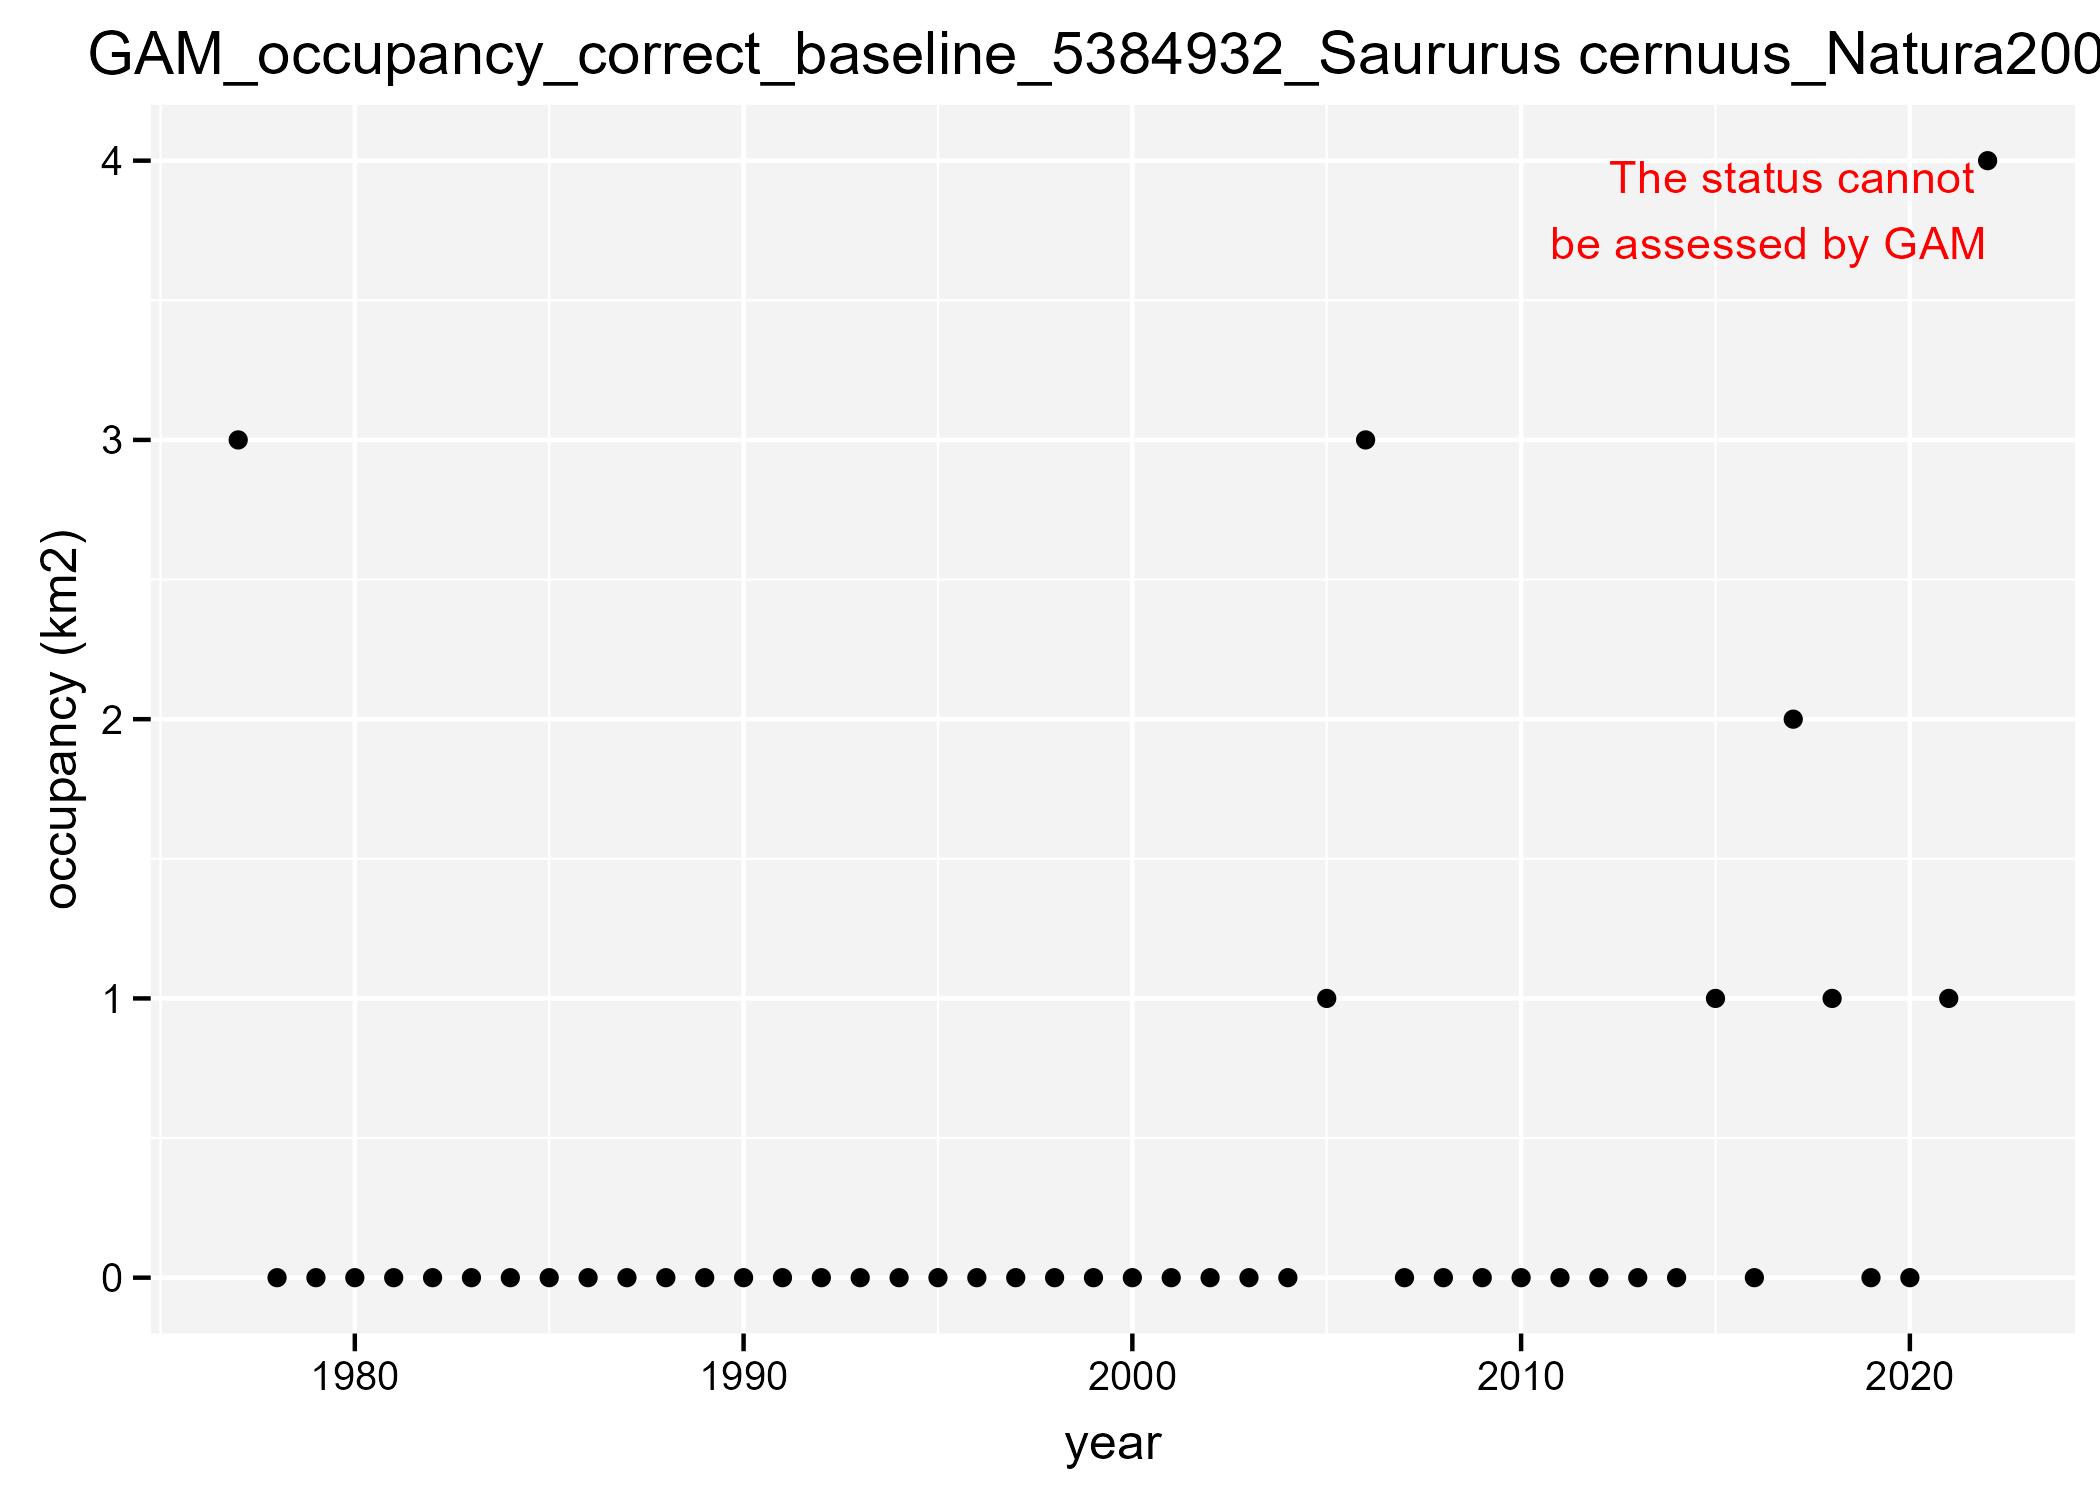 GAM_occupancy_correct_baseline_5384932_Saururus cernuus_Natura200
4
The status cannot
be assessed by GAM
3
occupancy (km2)
2
1
0
1980 1990 2000 2010 2020
year